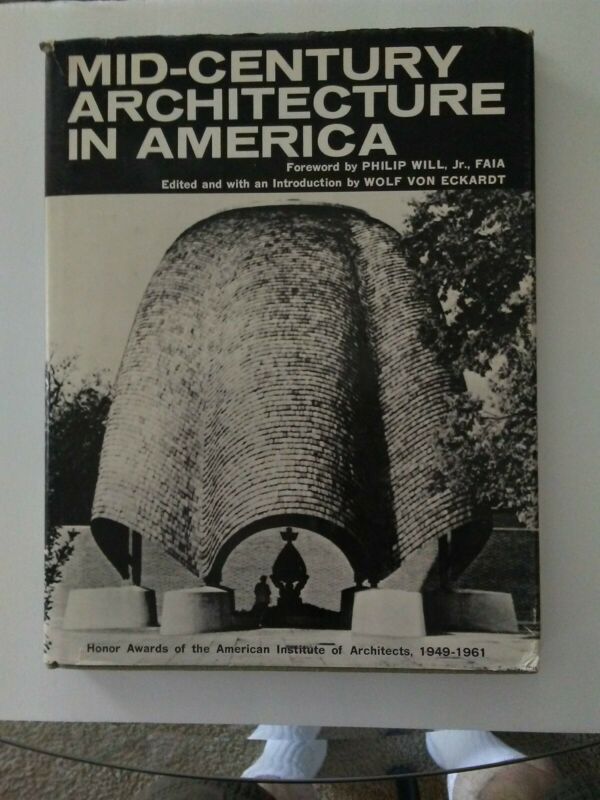 MID-CENTURY
ARCHITECTURE
IN AMERICA
Foreword by PHILIP WILL, Jr., FAIA
Edited and with an Introduction by WOLF VON ECKARDT
Honor Awards of the American Institute of Architects, 1949-1961